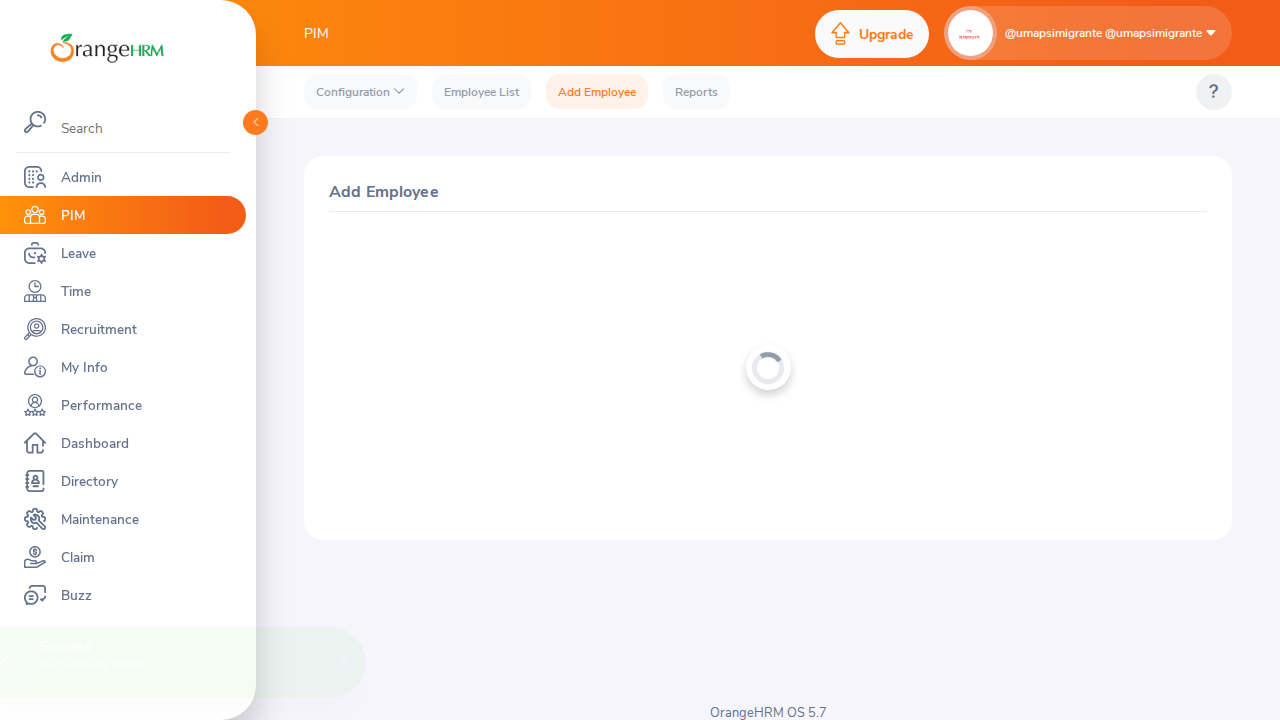 OrangeHRM
PIM
Upgrade
@umapsimigrante @umapsimigrante
Configuration
Employee List
Add Employee
Reports
?
Search
Admin
PIM
Leave
Time
Recruitment
My Info
Performance
Dashboard
Directory
Maintenance
Claim
Buzz
Add Employee
Success
Successfully Saved
OrangeHRM OS 5.7